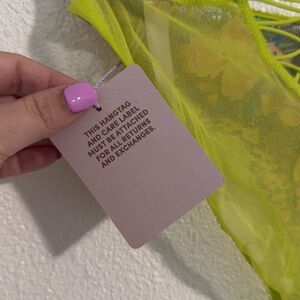 THIS HANGTAG
AND CARE LABEL
MUST BE ATTACHED
FOR ALL RETURNS
AND EXCHANGES.